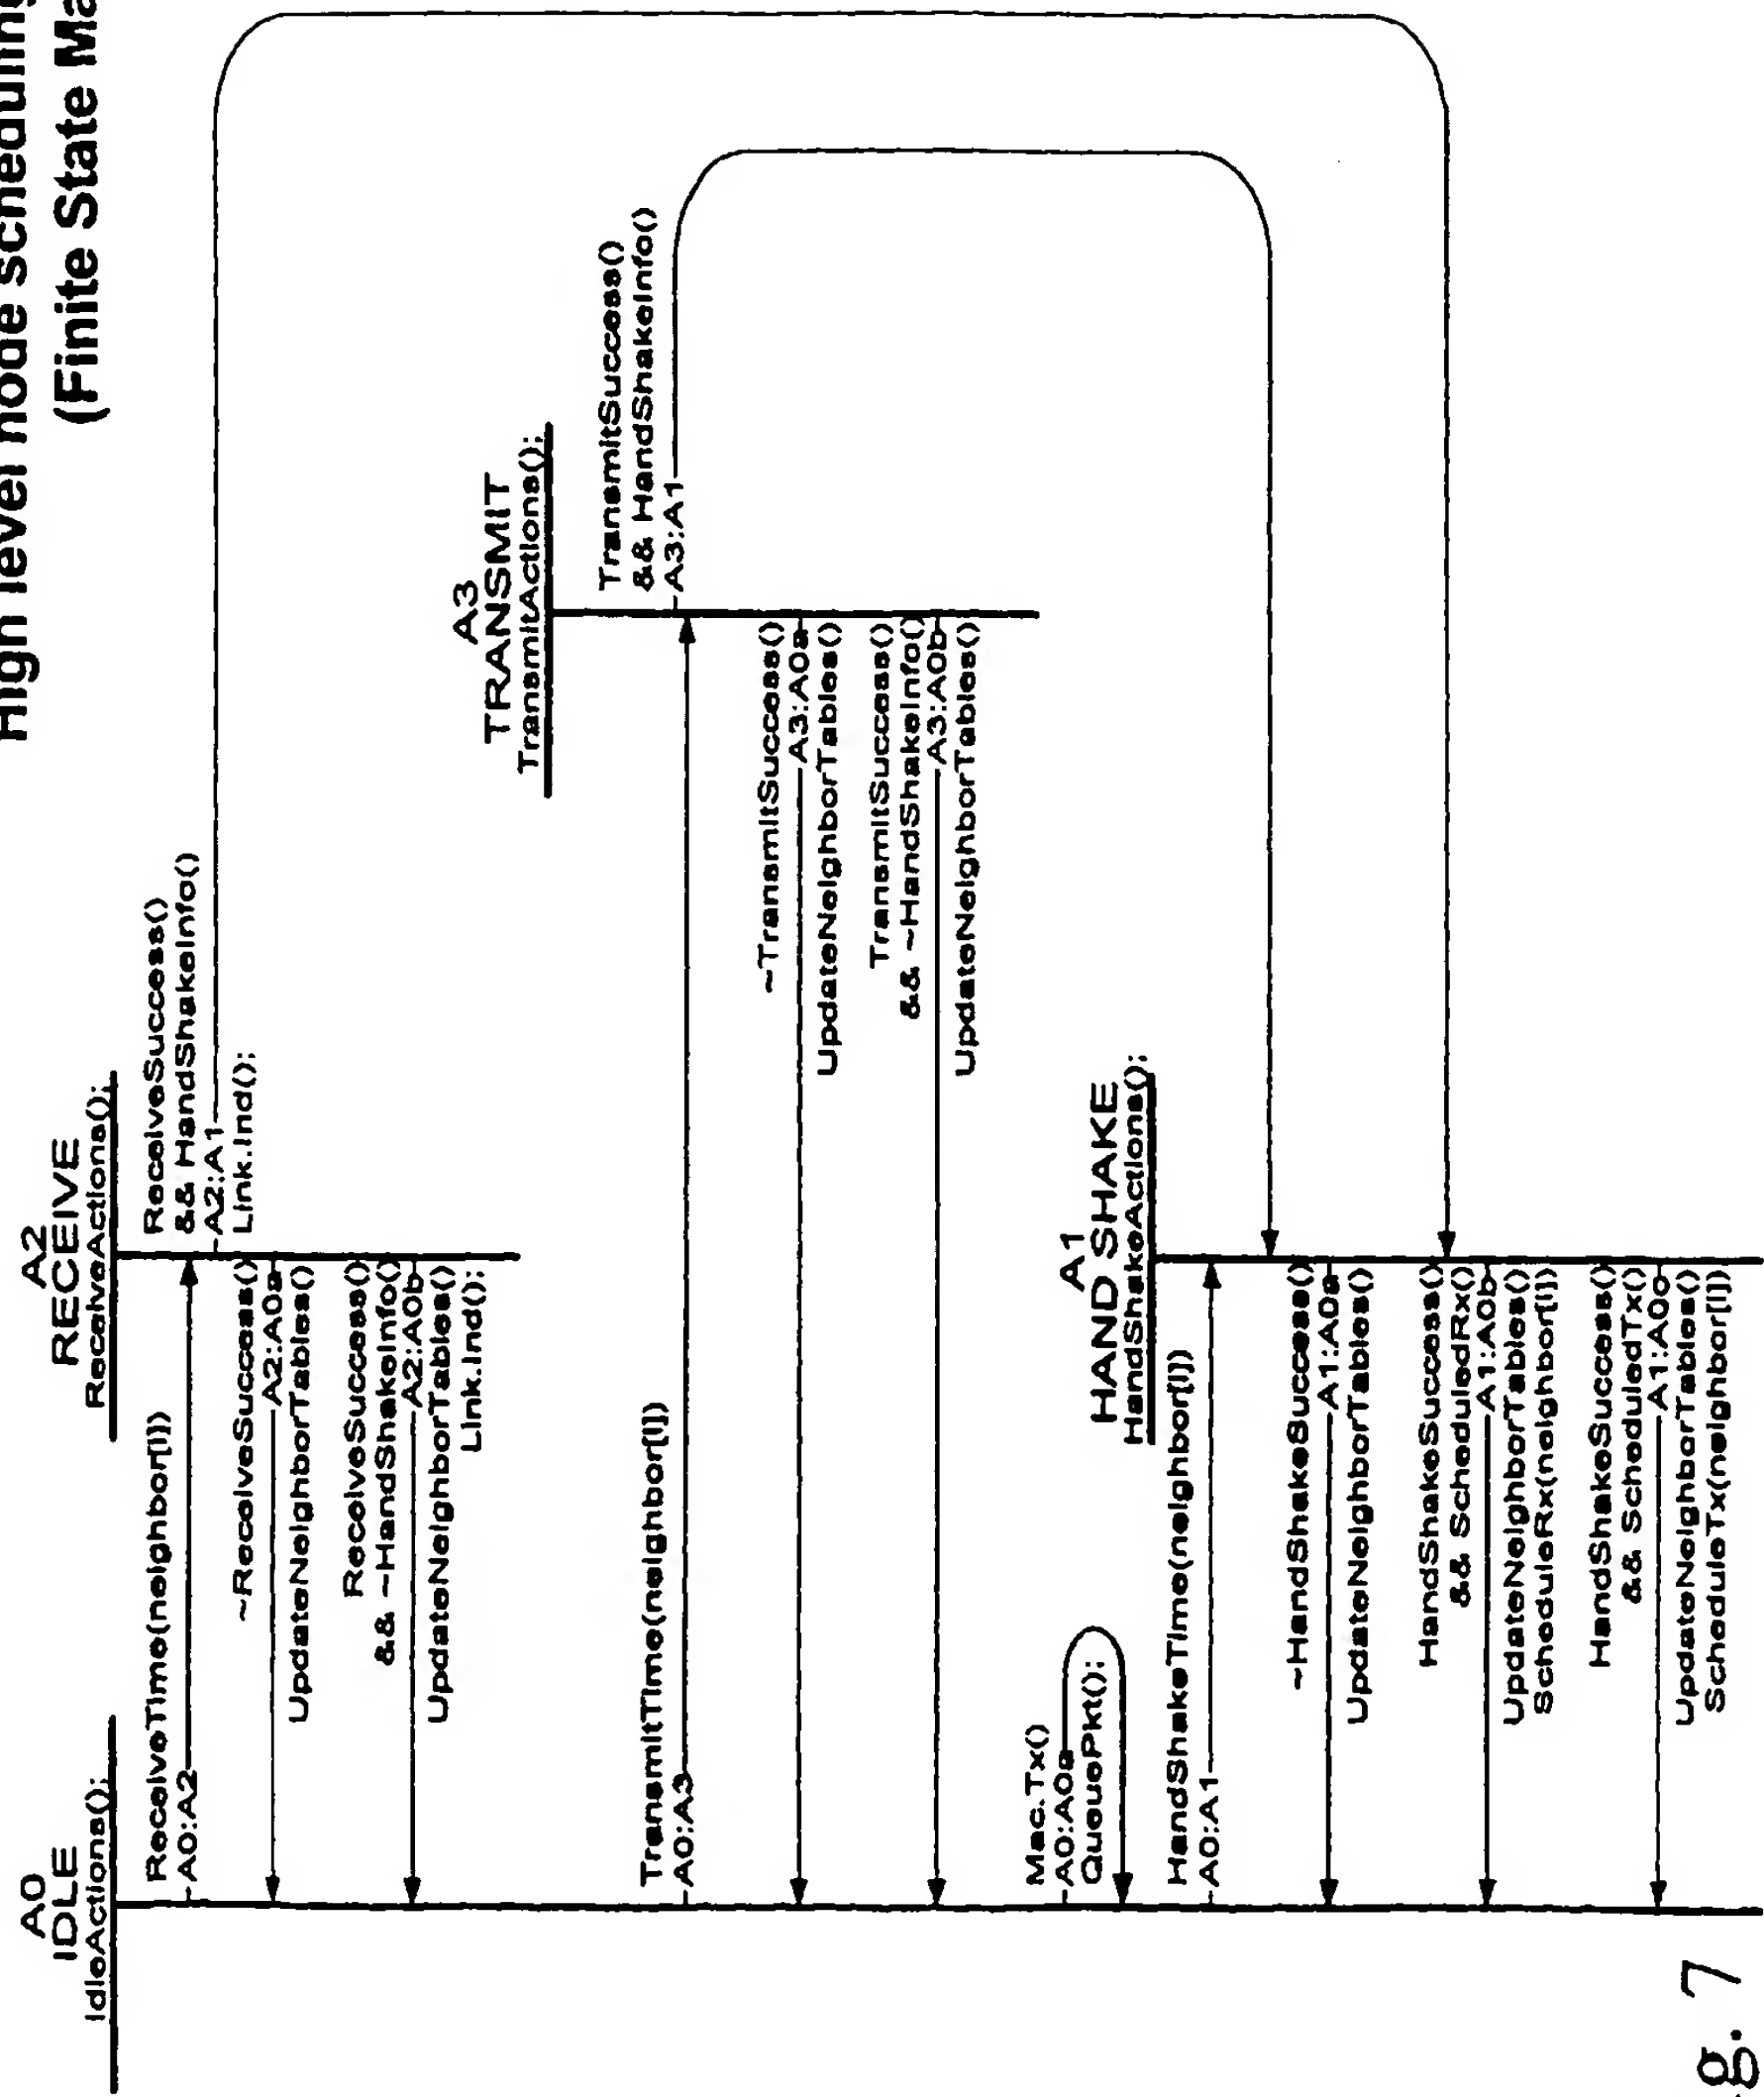 High level node scheduling
(Finite State Ma
A0
IDLE
IdleActions();
ReceiveTime(neighbor[i])
A0:A2
A2
RECEIVE
ReceiveActions();
ReceiveSuccess()
&& HandShakeInfo()
A2:A1
Link.Ind();
~ReceiveSuccess()
A2:A0a
UpdateNeighborTables()
ReceiveSuccess()
&& ~HandShakeInfo()
A2:A0b
UpdateNeighborTables()
Link.Ind();
A3
TRANSMIT
TransmitActions();
TransmitSuccess()
&& HandShakeInfo()
A3:A1
TransmitTime(neighbor[i])
A0:A3
~TransmitSuccess()
A3:A0a
UpdateNeighborTables()
TransmitSuccess()
&& ~HandShakeInfo()
A3:A0b
UpdateNeighborTables()
Mac.Tx()
A0:A0a
QueuePkt();
A1
HAND SHAKE
HandShakeActions();
HandShakeTime(neighbor[i])
A0:A1
~HandShakeSuccess()
A1:A0a
UpdateNeighborTables()
HandShakeSuccess()
&& ScheduledRx()
A1:A0b
UpdateNeighborTables()
ScheduleRx(neighbor[i])
HandShakeSuccess()
&& ScheduledTx()
A1:A0c
UpdateNeighborTables()
ScheduleTx(neighbor[i])
g. 7